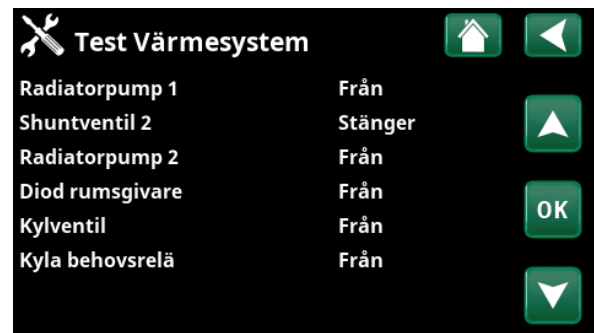 Test Värmesystem
Radiatorpump 1 Från
Shuntventil 2 Stänger
Radiatorpump 2 Från
Diod rumsgivare Från
OK
Kylventil Från
Kyla behovsrelä Från